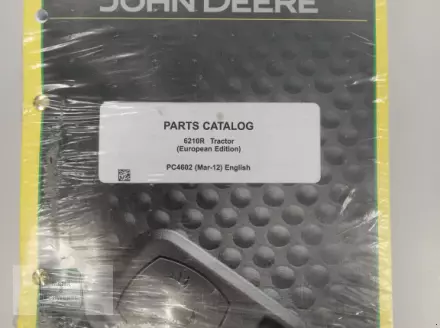 JOHN DEERE
PARTS CATALOG
6210R Tractor
(European Edition)
PC4602 (Mar-12) English